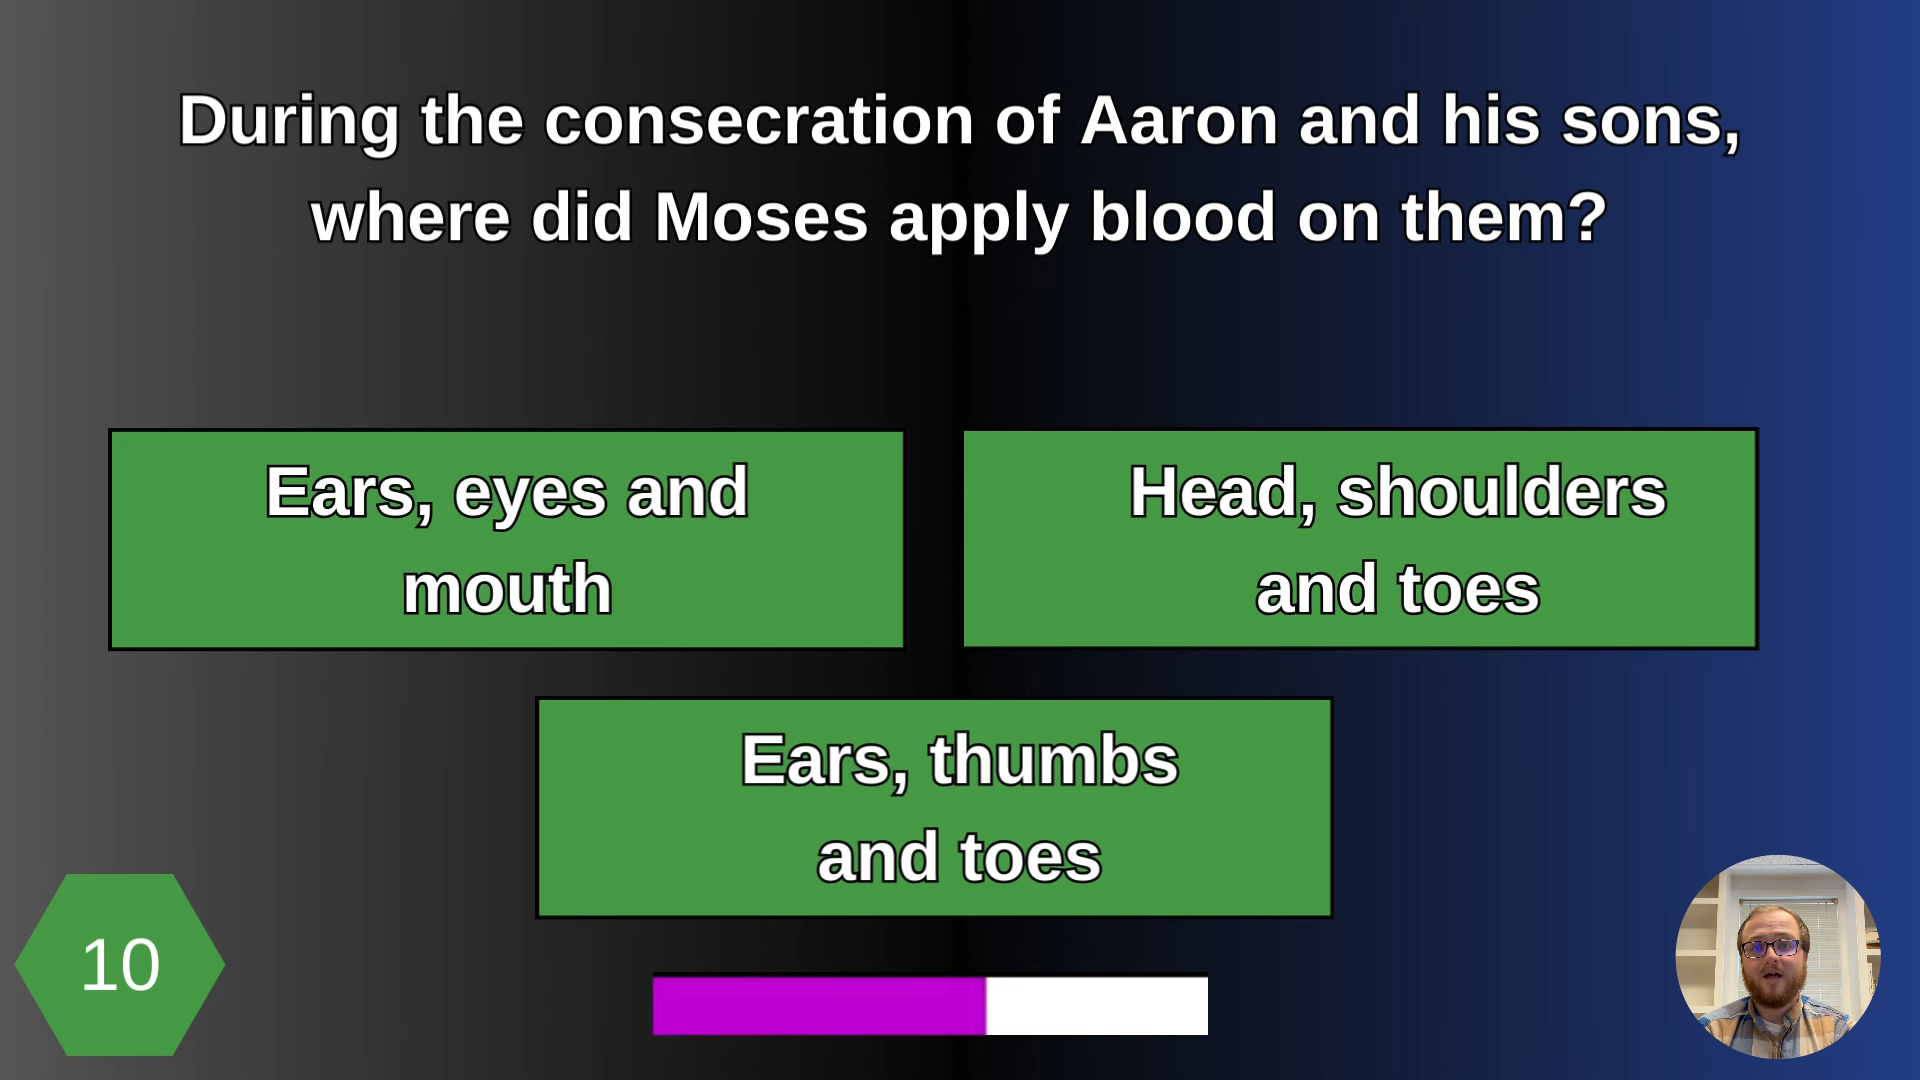 During the consecration of Aaron and his sons,
where did Moses apply blood on them?
Ears, eyes and
mouth
Head, shoulders
and toes
Ears, thumbs
and toes
10